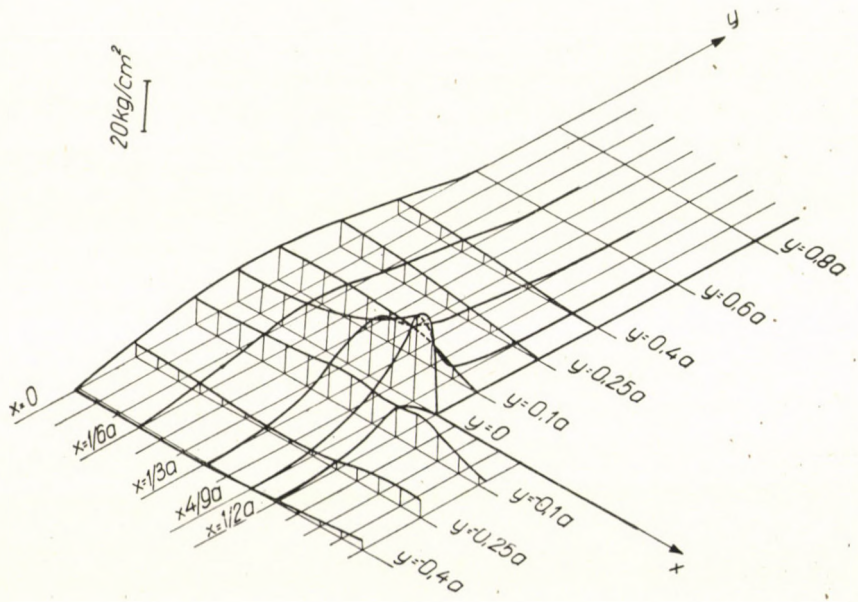 y
20kg/cm²
y=0,8a
y=0,6a
y=0,4a
y=0,25a
y=0,1a
y=0
x=0
x=1/6a
x=1/3a
x4/9a
x=1/2a
y=-0,1a
y=-0,25a
y=-0,4a
x